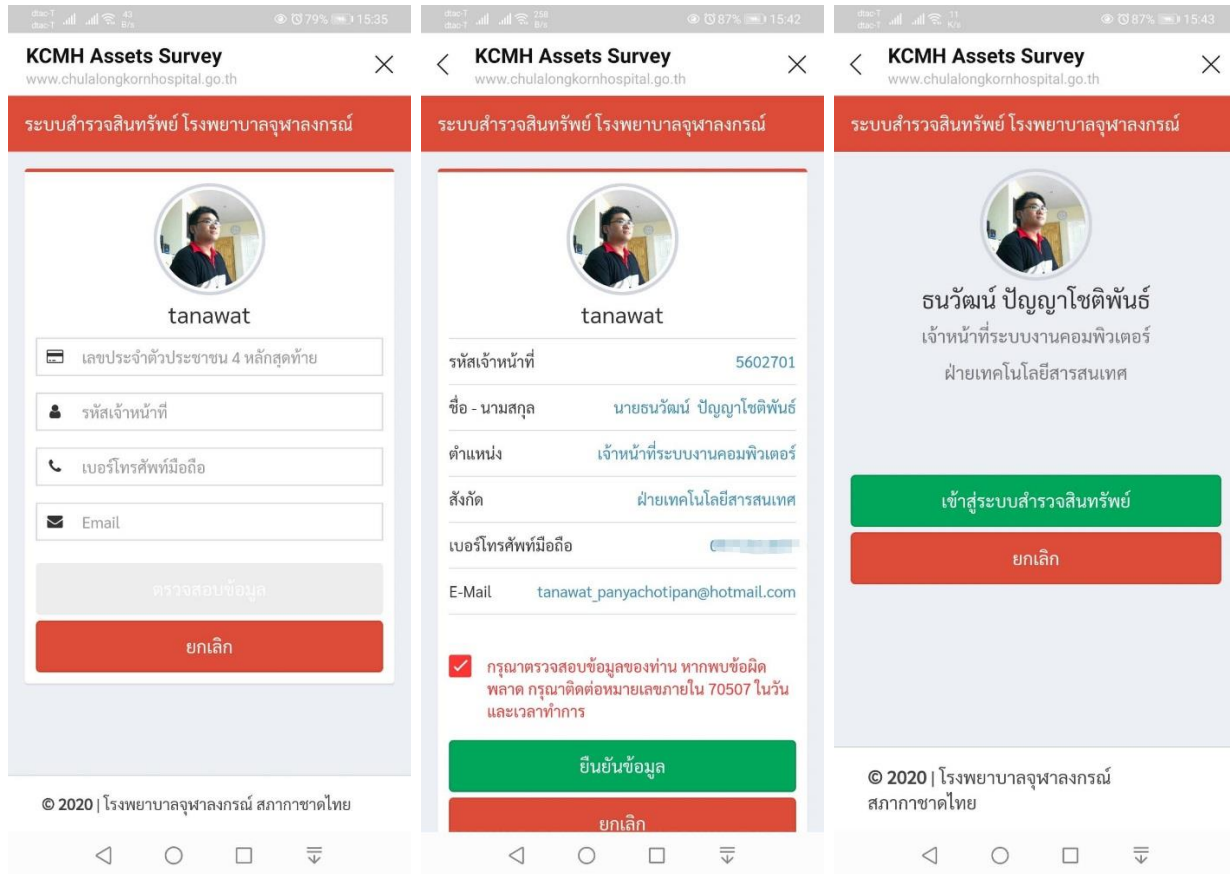 dtac-T
dtac-T
43
B/s
79%
15:35
KCMH Assets Survey
www.chulalongkornhospital.go.th
ระบบสำรวจสินทรัพย์ โรงพยาบาลจุฬาลงกรณ์
tanawat
เลขประจำตัวประชาชน 4 หลักสุดท้าย
รหัสเจ้าหน้าที่
เบอร์โทรศัพท์มือถือ
Email
ตรวจสอบข้อมูล
ยกเลิก
© 2020 | โรงพยาบาลจุฬาลงกรณ์ สภากาชาดไทย
dtac-T
dtac-T
258
B/s
87%
15:42
KCMH Assets Survey
www.chulalongkornhospital.go.th
ระบบสำรวจสินทรัพย์ โรงพยาบาลจุฬาลงกรณ์
tanawat
รหัสเจ้าหน้าที่ 5602701
ชื่อ - นามสกุล นายธนวัฒน์ ปัญญาโชติพันธ์
ตำแหน่ง เจ้าหน้าที่ระบบงานคอมพิวเตอร์
สังกัด ฝ่ายเทคโนโลยีสารสนเทศ
เบอร์โทรศัพท์มือถือ
E-Mail tanawat_panyachotipan@hotmail.com
กรุณาตรวจสอบข้อมูลของท่าน หากพบข้อผิด
พลาด กรุณาติดต่อหมายเลขภายใน 70507 ในวัน
และเวลาทำการ
ยืนยันข้อมูล
ยกเลิก
dtac-T
dtac-T
11
K/s
87%
15:43
KCMH Assets Survey
www.chulalongkornhospital.go.th
ระบบสำรวจสินทรัพย์ โรงพยาบาลจุฬาลงกรณ์
ธนวัฒน์ ปัญญาโชติพันธ์
เจ้าหน้าที่ระบบงานคอมพิวเตอร์
ฝ่ายเทคโนโลยีสารสนเทศ
เข้าสู่ระบบสำรวจสินทรัพย์
ยกเลิก
© 2020 | โรงพยาบาลจุฬาลงกรณ์
สภากาชาดไทย